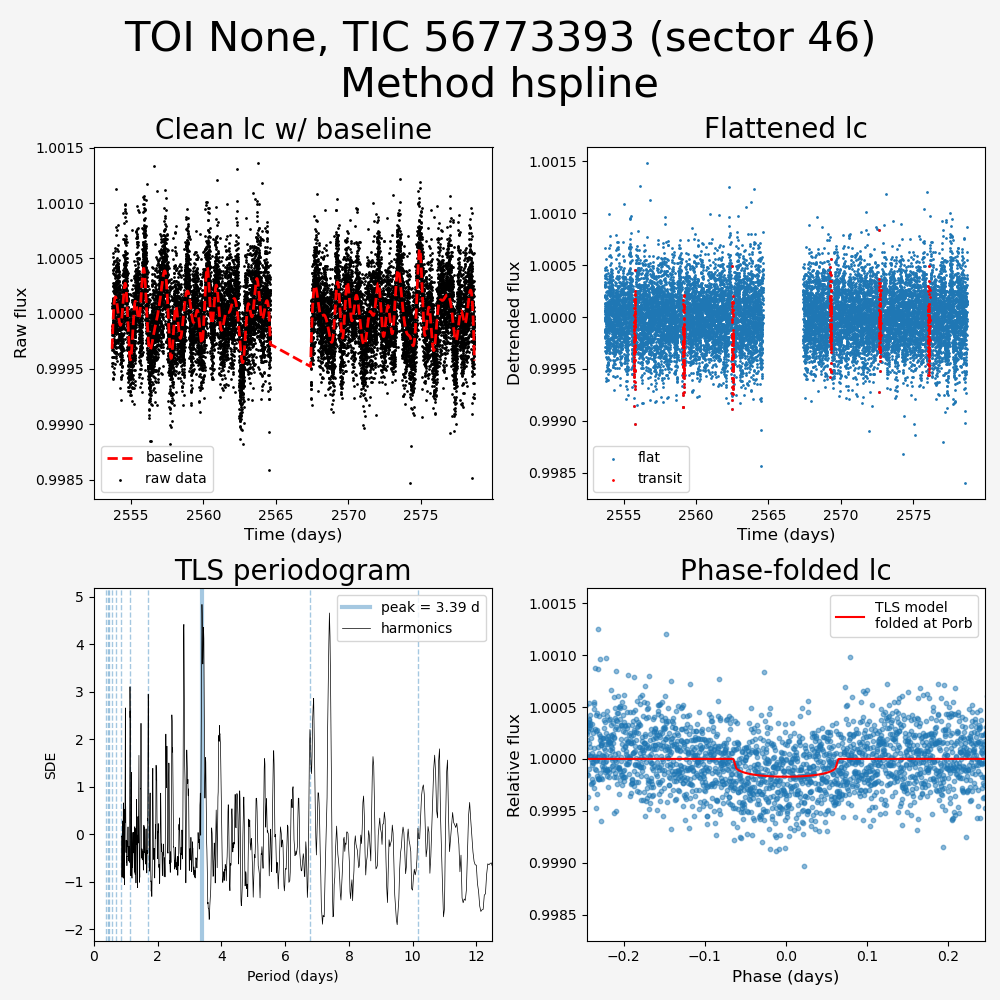 TOI None, TIC 56773393 (sector 46)
Method hspline
Clean lc w/ baseline
1.0015
1.0010
1.0005
1.0000
0.9995
0.9990
0.9985
Raw flux
baseline
raw data
2555
2560
2565
2570
2575
Time (days)
Flattened lc
1.0015
1.0010
1.0005
1.0000
0.9995
0.9990
0.9985
Detrended flux
flat
transit
2555
2560
2565
2570
2575
Time (days)
TLS periodogram
5
4
3
2
1
0
−1
−2
SDE
peak = 3.39 d
harmonics
0
2
4
6
8
10
12
Period (days)
Phase-folded lc
1.0015
1.0010
1.0005
1.0000
0.9995
0.9990
0.9985
Relative flux
TLS model
folded at Porb
−0.2
−0.1
0.0
0.1
0.2
Phase (days)